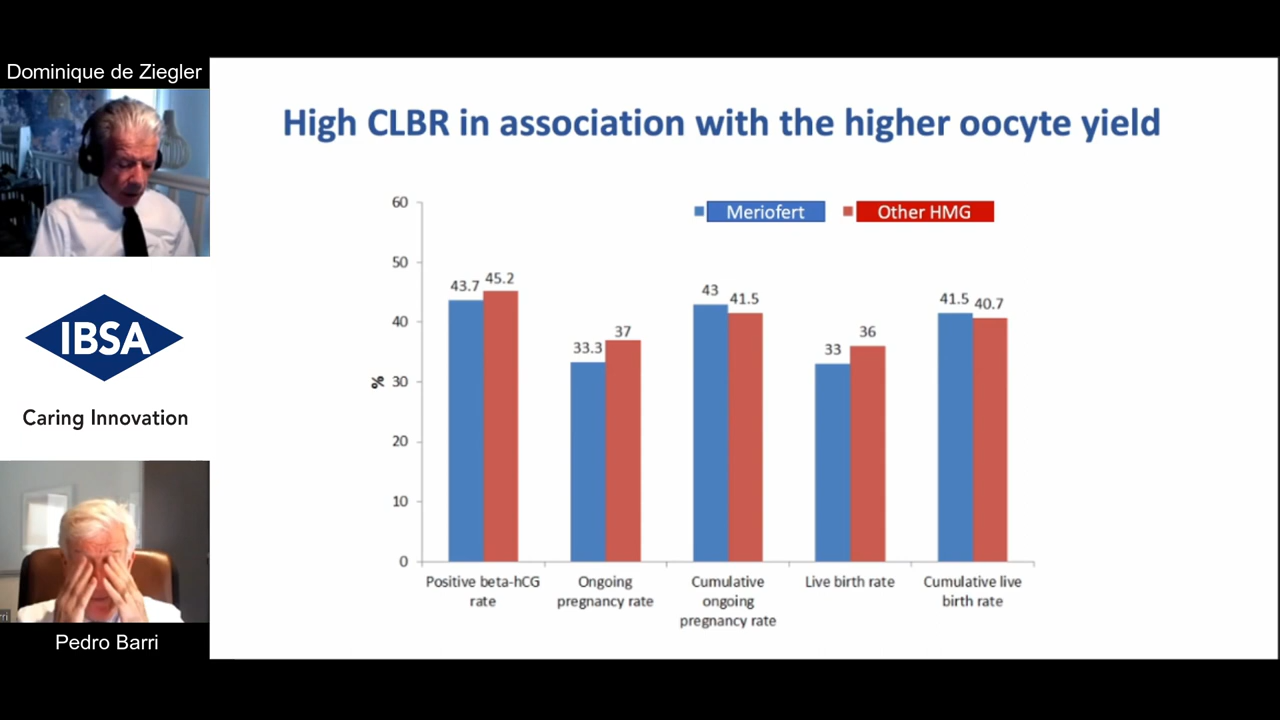 Dominique de Ziegler
IBSA
Caring Innovation
rri
Pedro Barri
High CLBR in association with the higher oocyte yield
Meriofert
Other HMG
%
60
50
40
30
20
10
0
43.7
45.2
33.3
37
43
41.5
33
36
41.5
40.7
Positive beta-hCG
rate
Ongoing
pregnancy rate
Cumulative
ongoing
pregnancy rate
Live birth rate
Cumulative live
birth rate